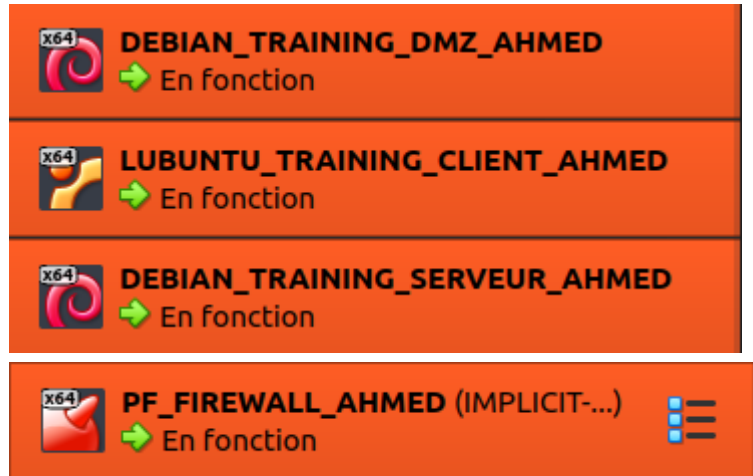 x64
DEBIAN_TRAINING_DMZ_AHMED
En fonction
x64
LUBUNTU_TRAINING_CLIENT_AHMED
En fonction
x64
DEBIAN_TRAINING_SERVEUR_AHMED
En fonction
x64
PF_FIREWALL_AHMED (IMPLICIT-...)
En fonction